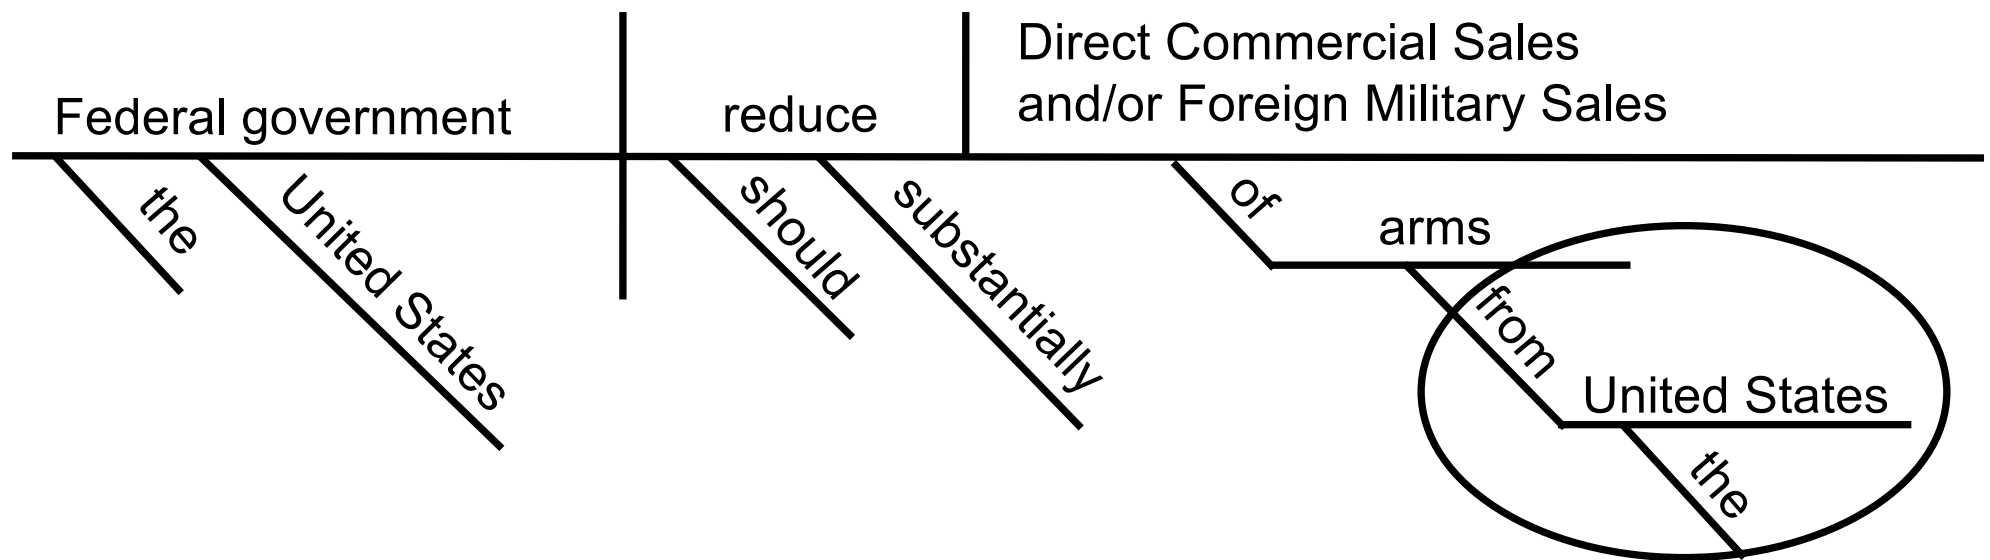 Federal government
reduce
Direct Commercial Sales
and/or Foreign Military Sales
the
United States
should
substantially
of
arms
from
United States
the